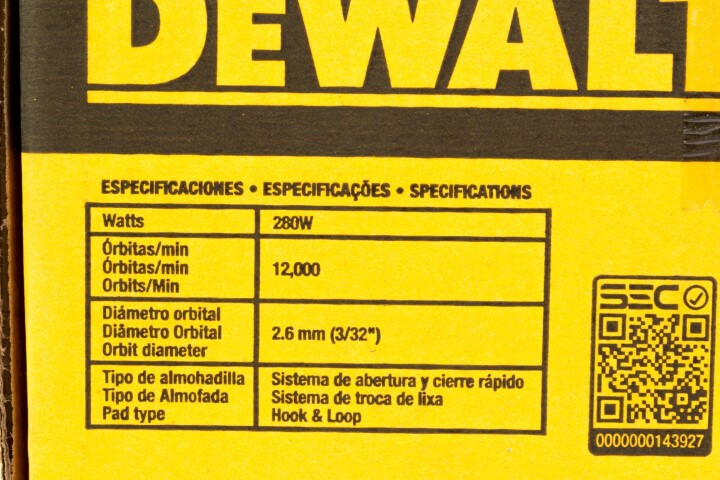 DEWALT
ESPECIFICACIONES • ESPECIFICAÇÕES • SPECIFICATIONS
Watts 280W
Órbitas/min
Órbitas/min 12,000
Orbits/Min
Diámetro orbital
Diâmetro Orbital 2.6 mm (3/32")
Orbit diameter
Tipo de almohadilla Sistema de abertura y cierre rápido
Tipo de Almofada Sistema de troca de lixa
Pad type Hook & Loop
SEC
0000000143927